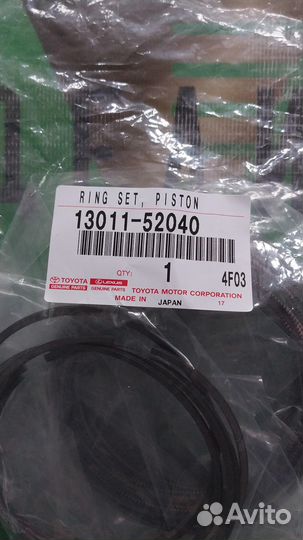 RING SET, PISTON
13011-52040
QTY: 1 4F03
TOYOTA LEXUS
GENUINE PARTS GENUINE PARTS TOYOTA MOTOR CORPORATION
MADE IN JAPAN 17
Avito